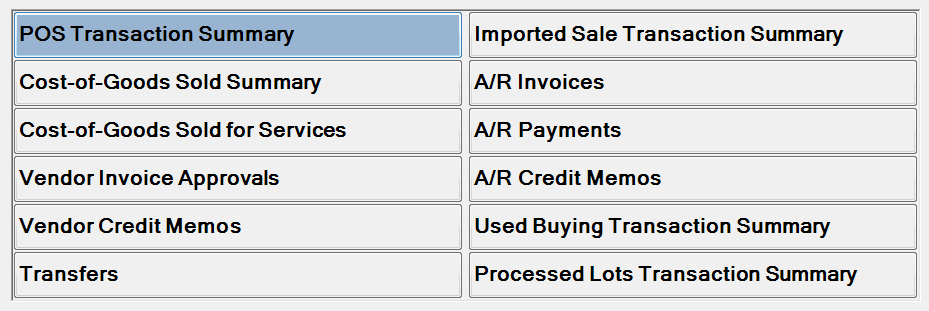 POS Transaction Summary
Cost-of-Goods Sold Summary
Cost-of-Goods Sold for Services
Vendor Invoice Approvals
Vendor Credit Memos
Transfers
Imported Sale Transaction Summary
A/R Invoices
A/R Payments
A/R Credit Memos
Used Buying Transaction Summary
Processed Lots Transaction Summary